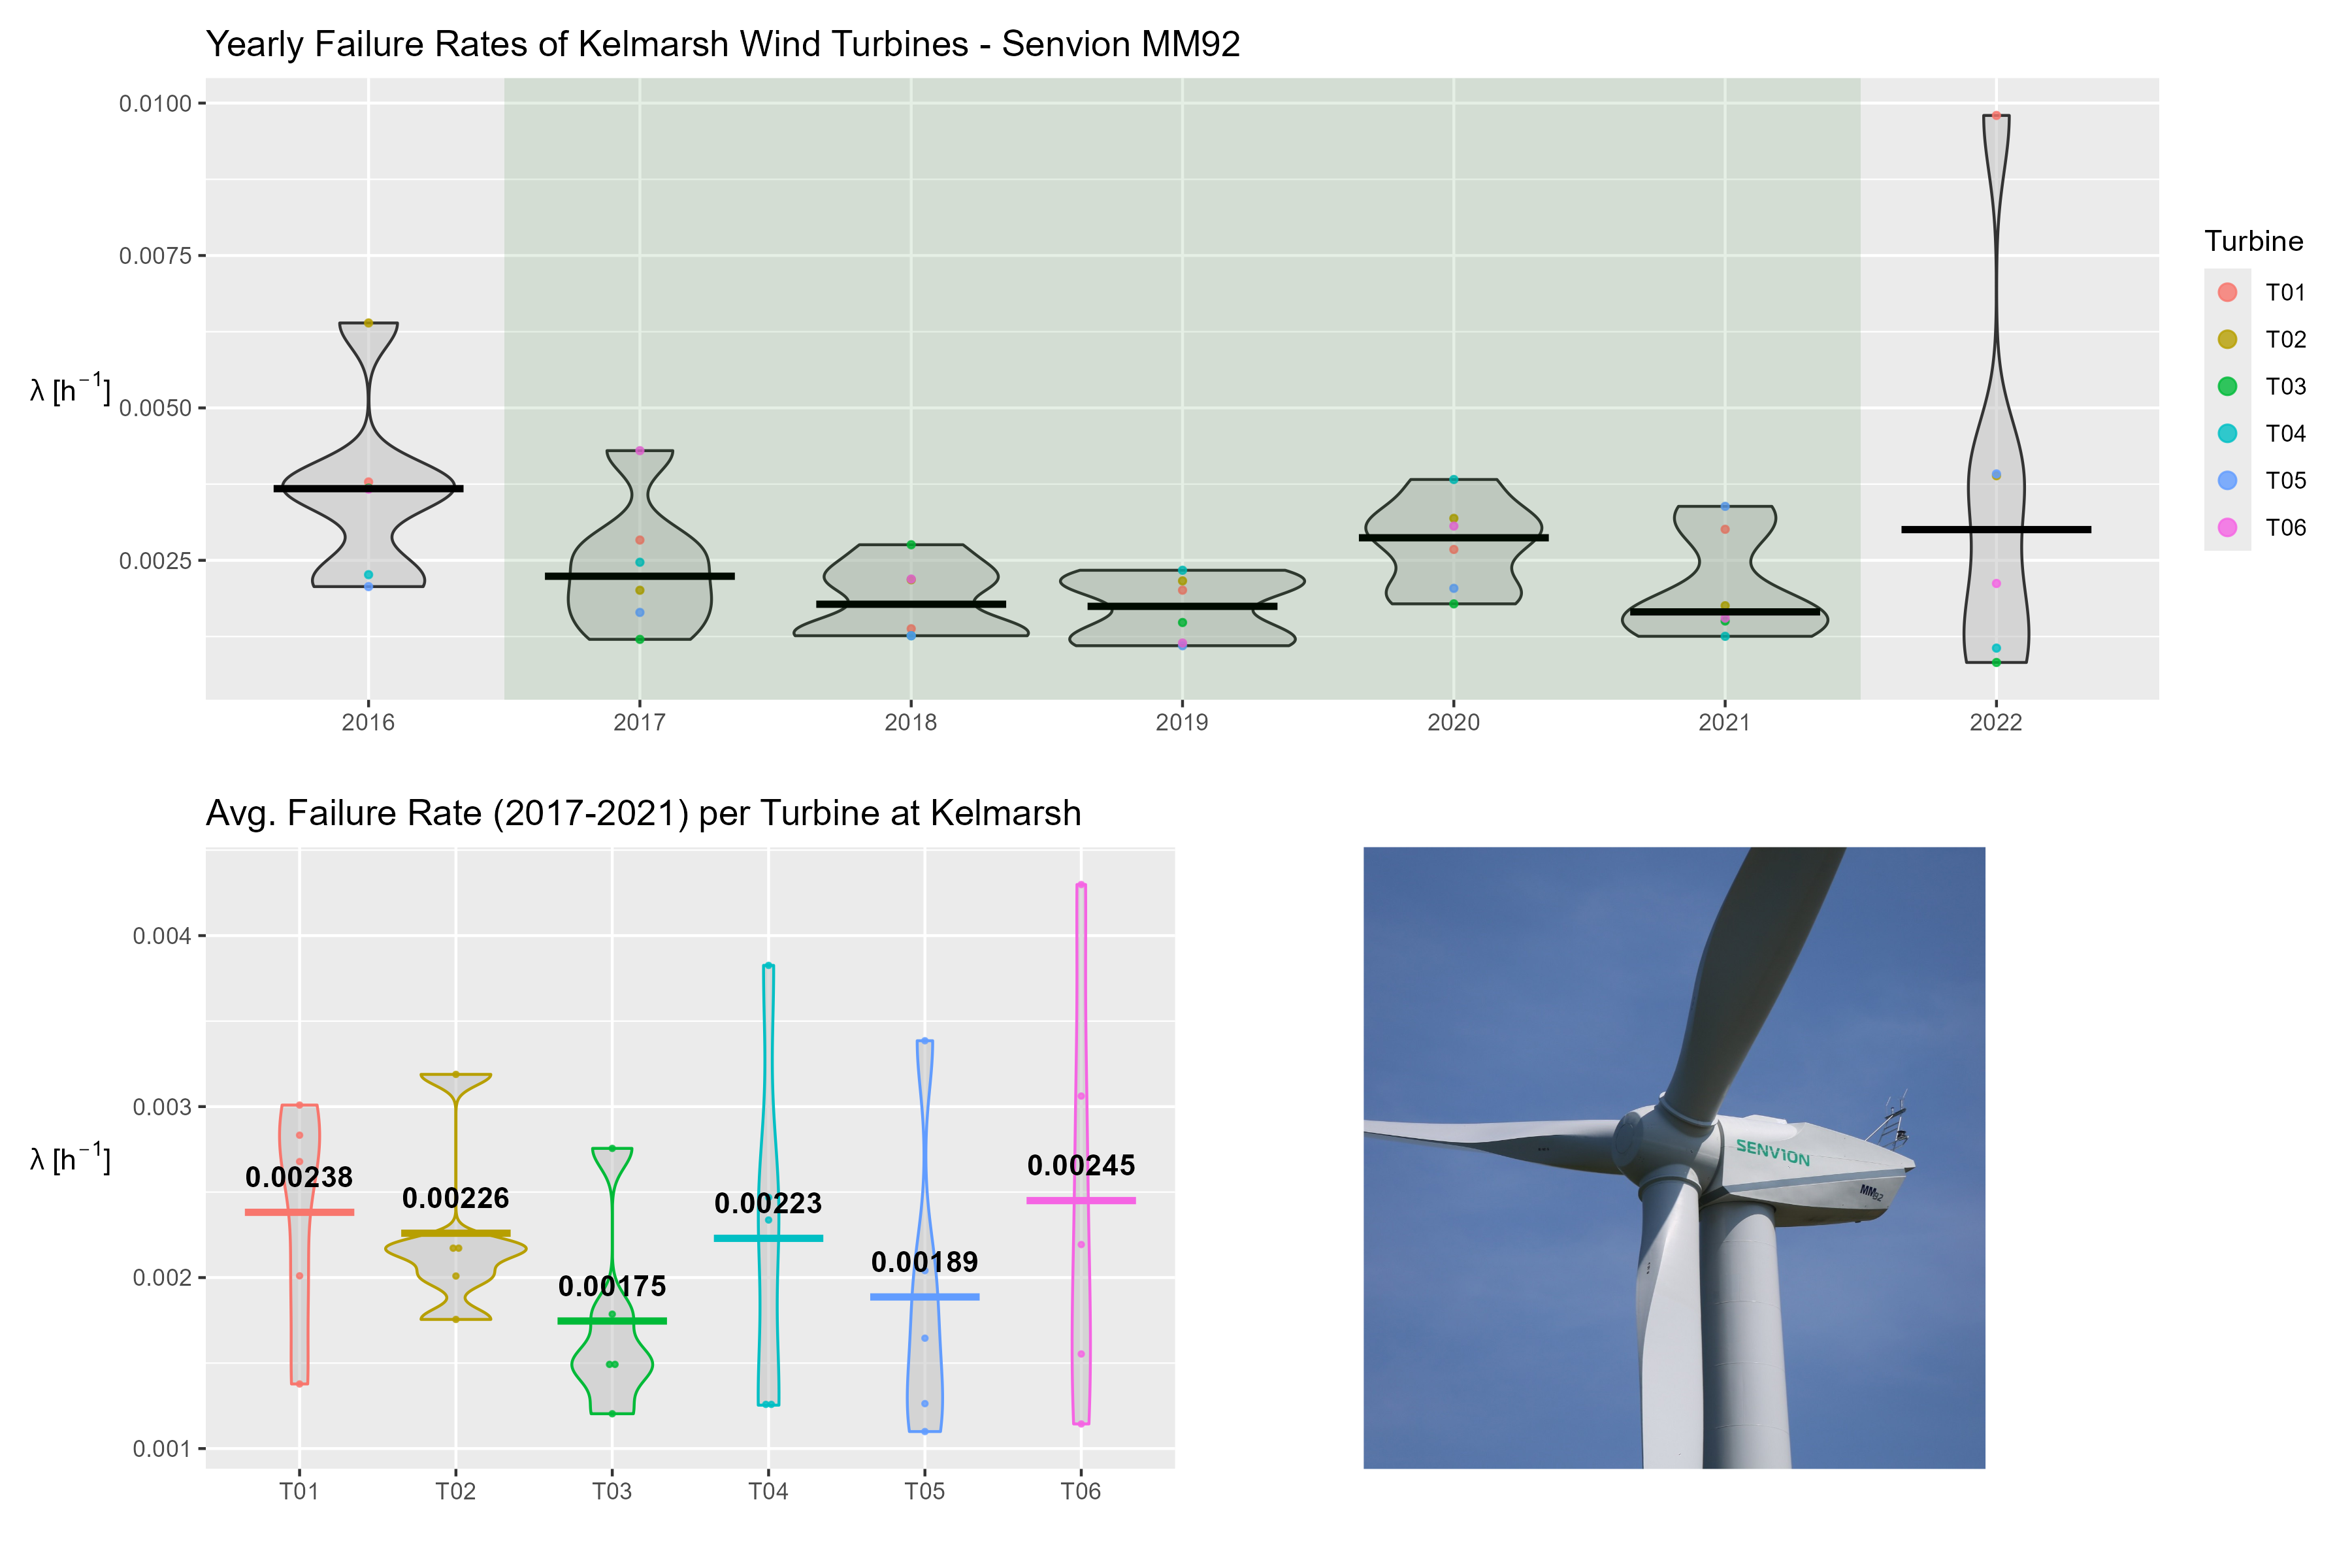 Yearly Failure Rates of Kelmarsh Wind Turbines - Senvion MM92
0.0100
0.0075
0.0050
0.0025
λ [h⁻¹]
2016 2017 2018 2019 2020 2021 2022
Turbine
T01
T02
T03
T04
T05
T06
Avg. Failure Rate (2017-2021) per Turbine at Kelmarsh
0.004
0.003
0.002
0.001
λ [h⁻¹]
0.00238 0.00226 0.00175 0.00223 0.00189 0.00245
T01 T02 T03 T04 T05 T06
SENVION
MM92